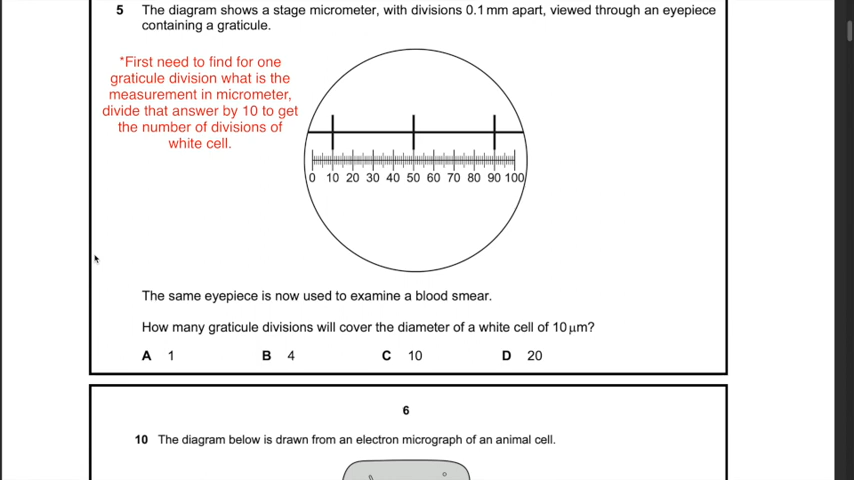 5 The diagram shows a stage micrometer, with divisions 0.1 mm apart, viewed through an eyepiece
containing a graticule.
*First need to find for one
graticule division what is the
measurement in micrometer,
divide that answer by 10 to get
the number of divisions of
white cell.
0 10 20 30 40 50 60 70 80 90 100
The same eyepiece is now used to examine a blood smear.
How many graticule divisions will cover the diameter of a white cell of 10 μm?
A 1 B 4 C 10 D 20
6
10 The diagram below is drawn from an electron micrograph of an animal cell.